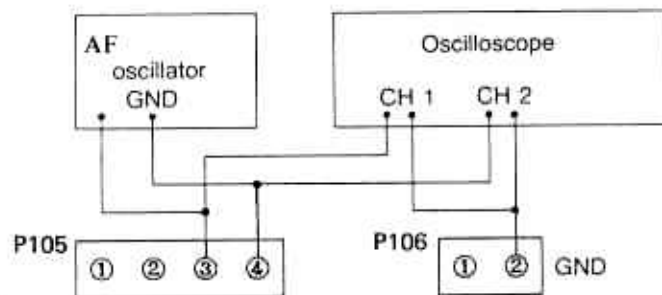 AF
oscillator
GND
Oscilloscope
CH 1 CH 2
P105
① ② ③ ④
P106
① ② GND